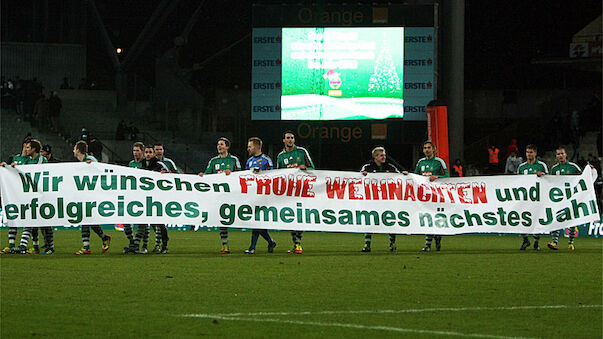 Orange
ERSTE
ERSTE
ERSTE
ERSTE
ERSTE
ERSTE
Orange
Wir wünschen FROHE WEIHNACHTEN und ein
erfolgreiches, gemeinsames nächstes Jahr